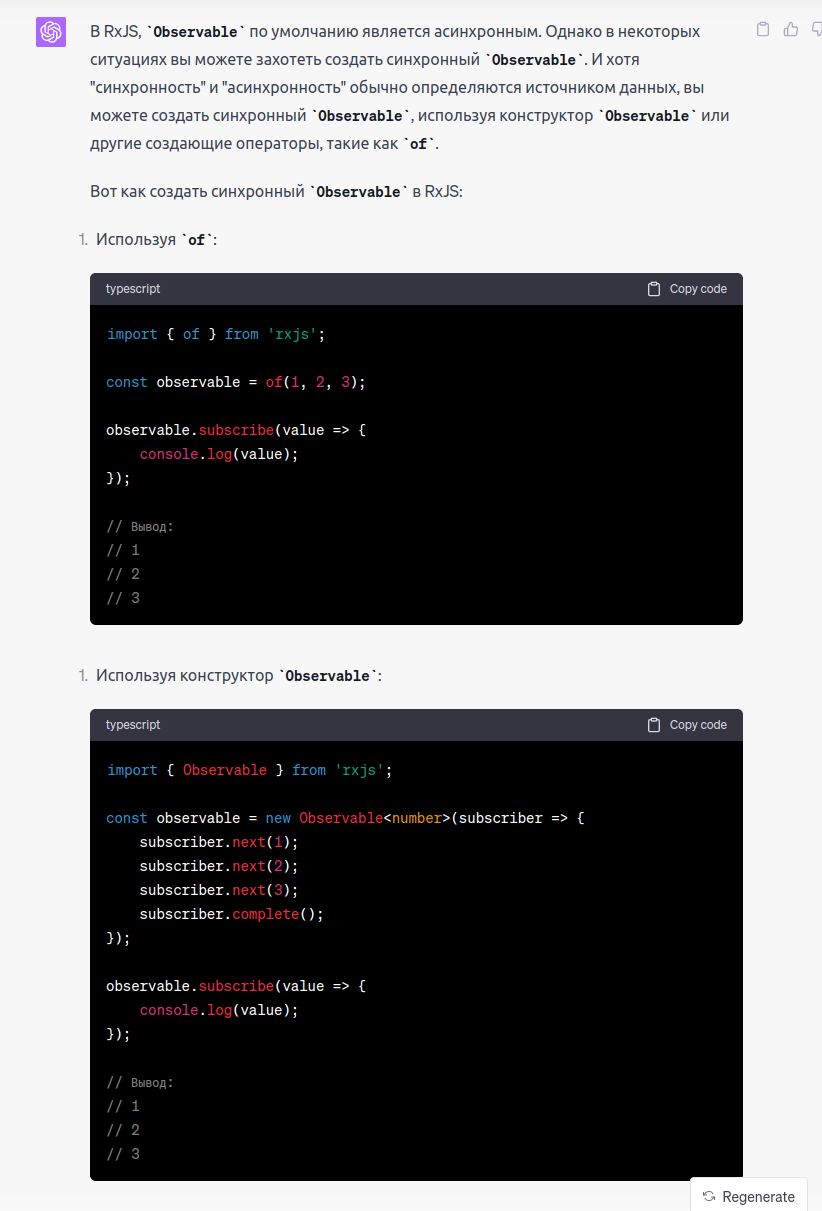 В RxJS, `Observable` по умолчанию является асинхронным. Однако в некоторых
ситуациях вы можете захотеть создать синхронный `Observable`. И хотя
"синхронность" и "асинхронность" обычно определяются источником данных, вы
можете создать синхронный `Observable`, используя конструктор `Observable` или
другие создающие операторы, такие как `of`.
Вот как создать синхронный `Observable` в RxJS:
1. Используя `of`:
typescript Copy code
import { of } from 'rxjs';
const observable = of(1, 2, 3);
observable.subscribe(value => {
    console.log(value);
});
// Вывод:
// 1
// 2
// 3
1. Используя конструктор `Observable`:
typescript Copy code
import { Observable } from 'rxjs';
const observable = new Observable<number>(subscriber => {
    subscriber.next(1);
    subscriber.next(2);
    subscriber.next(3);
    subscriber.complete();
});
observable.subscribe(value => {
    console.log(value);
});
// Вывод:
// 1
// 2
// 3
Regenerate